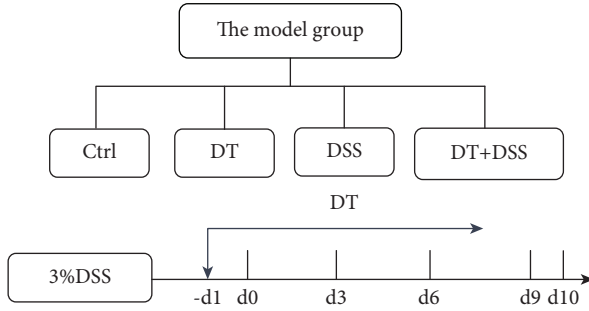 The model group
Ctrl DT DSS DT+DSS
DT
3%DSS
-d1 d0 d3 d6 d9 d10